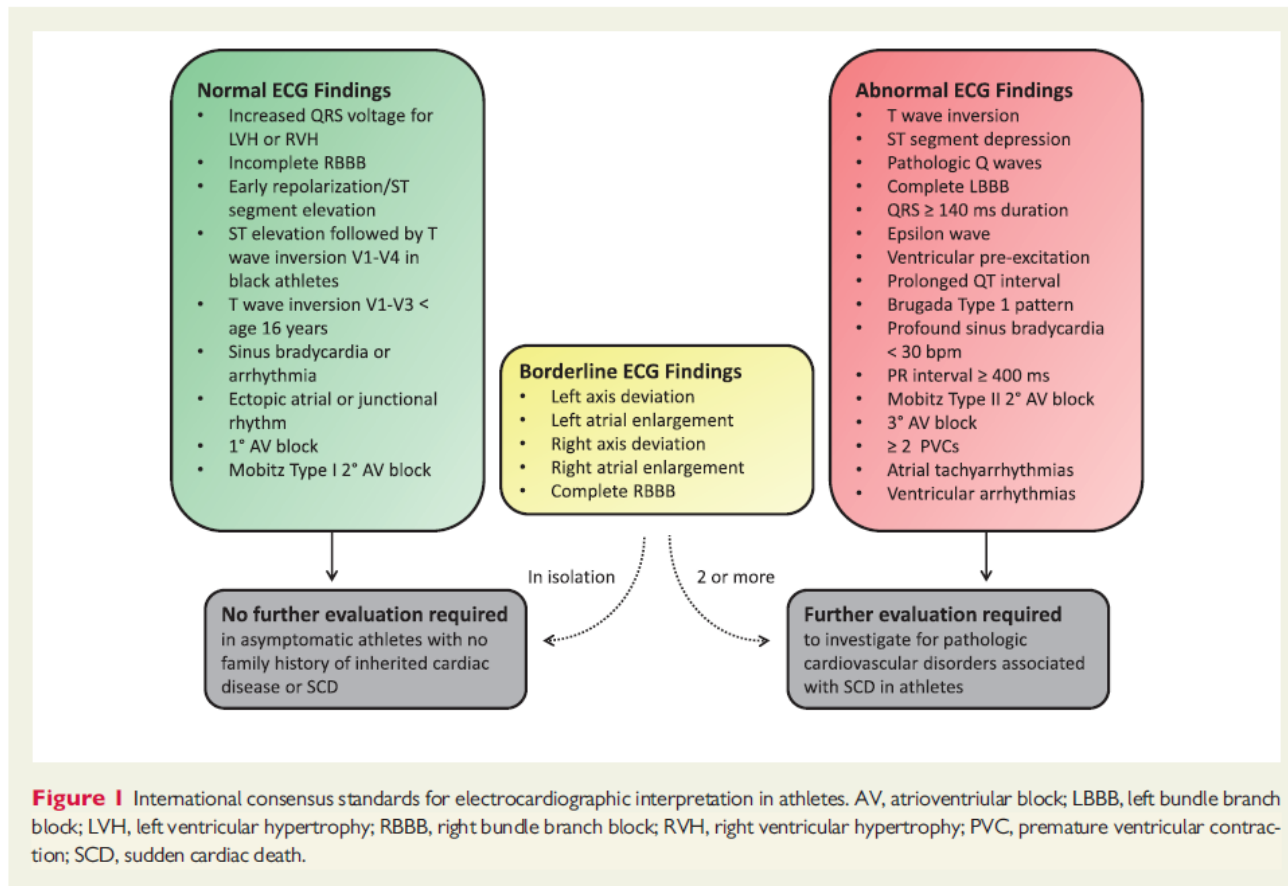 Normal ECG Findings
• Increased QRS voltage for
LVH or RVH
• Incomplete RBBB
• Early repolarization/ST
segment elevation
• ST elevation followed by T
wave inversion V1-V4 in
black athletes
• T wave inversion V1-V3 <
age 16 years
• Sinus bradycardia or
arrhythmia
• Ectopic atrial or junctional
rhythm
• 1° AV block
• Mobitz Type I 2° AV block
Borderline ECG Findings
• Left axis deviation
• Left atrial enlargement
• Right axis deviation
• Right atrial enlargement
• Complete RBBB
Abnormal ECG Findings
• T wave inversion
• ST segment depression
• Pathologic Q waves
• Complete LBBB
• QRS ≥ 140 ms duration
• Epsilon wave
• Ventricular pre-excitation
• Prolonged QT interval
• Brugada Type 1 pattern
• Profound sinus bradycardia
< 30 bpm
• PR interval ≥ 400 ms
• Mobitz Type II 2° AV block
• 3° AV block
• ≥ 2 PVCs
• Atrial tachyarrhythmias
• Ventricular arrhythmias
In isolation
2 or more
No further evaluation required
in asymptomatic athletes with no
family history of inherited cardiac
disease or SCD
Further evaluation required
to investigate for pathologic
cardiovascular disorders associated
with SCD in athletes
Figure 1 International consensus standards for electrocardiographic interpretation in athletes. AV, atrioventriular block; LBBB, left bundle branch
block; LVH, left ventricular hypertrophy; RBBB, right bundle branch block; RVH, right ventricular hypertrophy; PVC, premature ventricular contrac-
tion; SCD, sudden cardiac death.